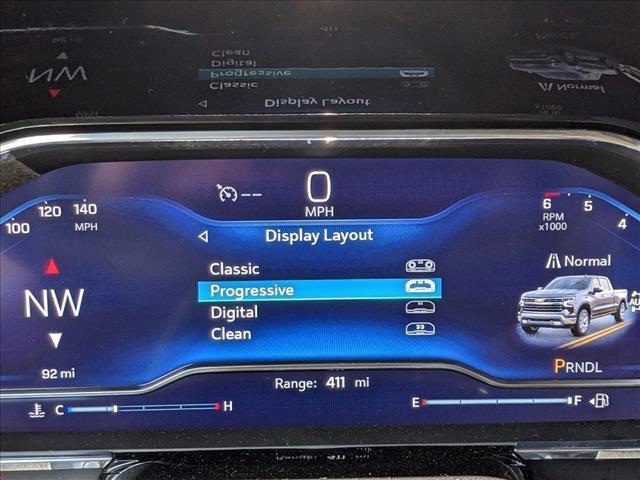 0
MPH
100 120 140
MPH
6 5 4
RPM
x1000
Display Layout
Classic
Progressive
Digital
Clean
Normal
AU
NW
92 mi
PRNDL
Range: 411 mi
C H
E F